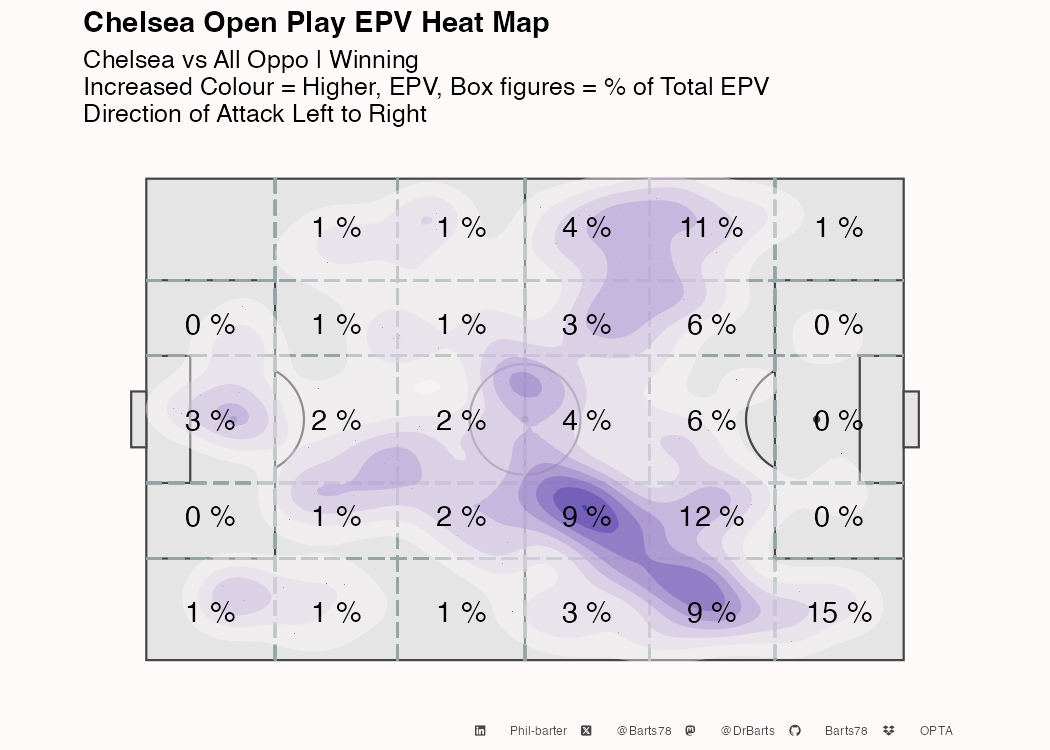 Chelsea Open Play EPV Heat Map
Chelsea vs All Oppo | Winning
Increased Colour = Higher, EPV, Box figures = % of Total EPV
Direction of Attack Left to Right
1 % 1 % 4 % 11 % 1 %
0 % 1 % 1 % 3 % 6 % 0 %
3 % 2 % 2 % 4 % 6 % 0 %
0 % 1 % 2 % 9 % 12 % 0 %
1 % 1 % 1 % 3 % 9 % 15 %
Phil-barter @Barts78 @DrBarts Barts78 OPTA